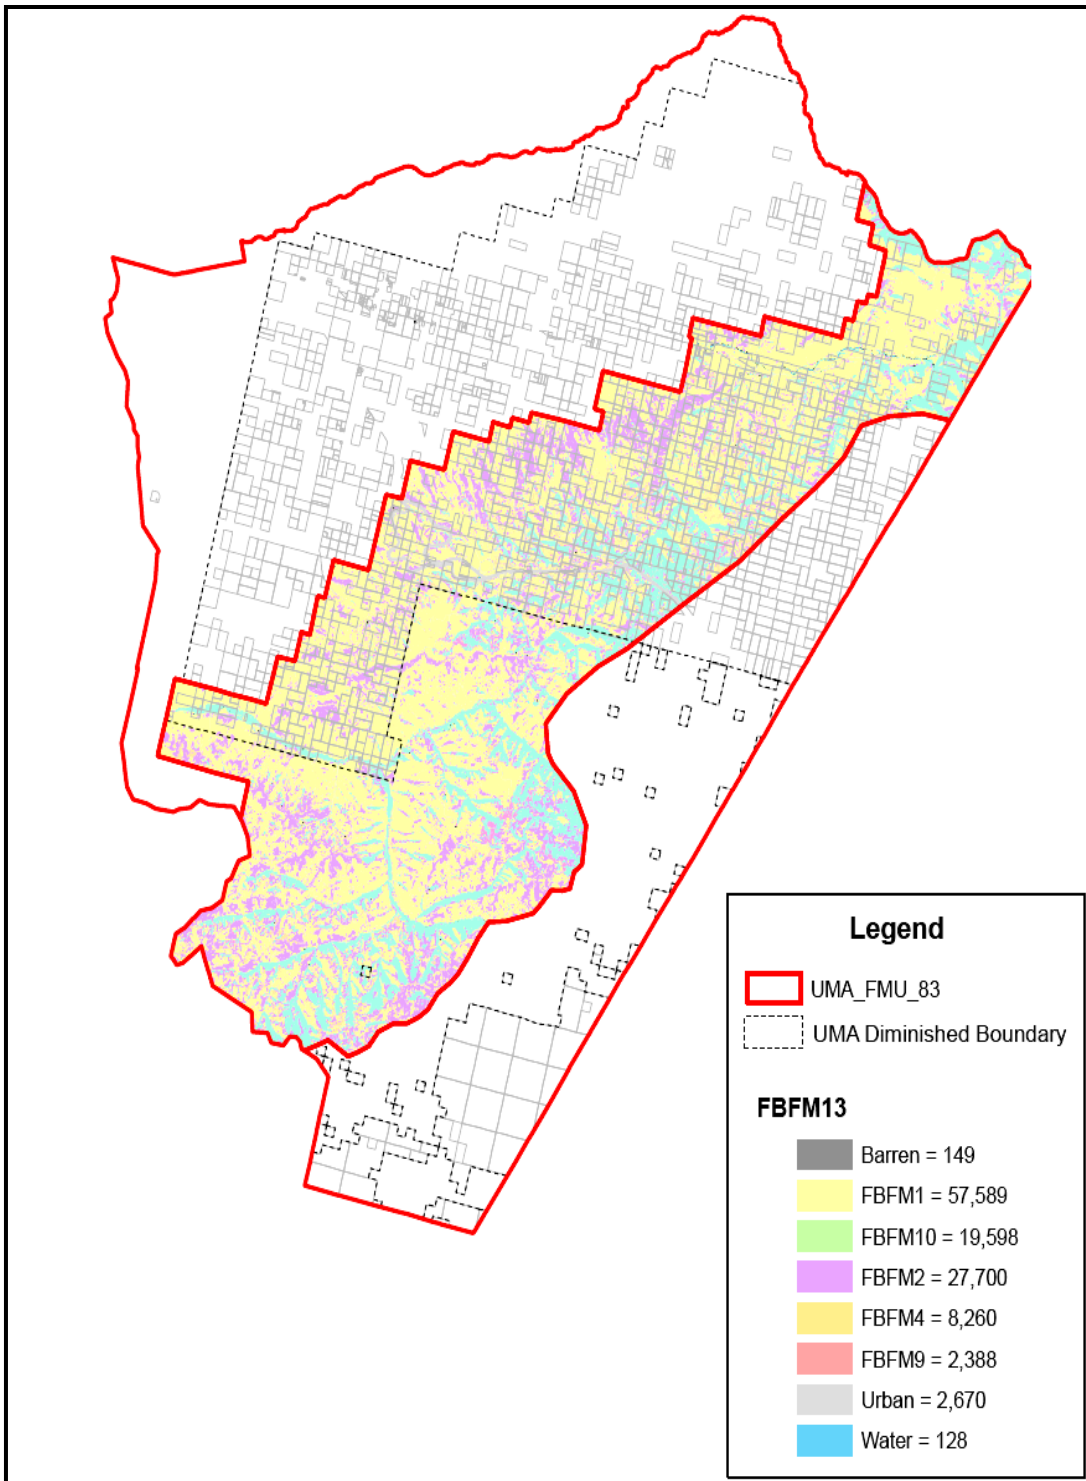 Legend
UMA_FMU_83
UMA Diminished Boundary
FBFM13
Barren = 149
FBFM1 = 57,589
FBFM10 = 19,598
FBFM2 = 27,700
FBFM4 = 8,260
FBFM9 = 2,388
Urban = 2,670
Water = 128